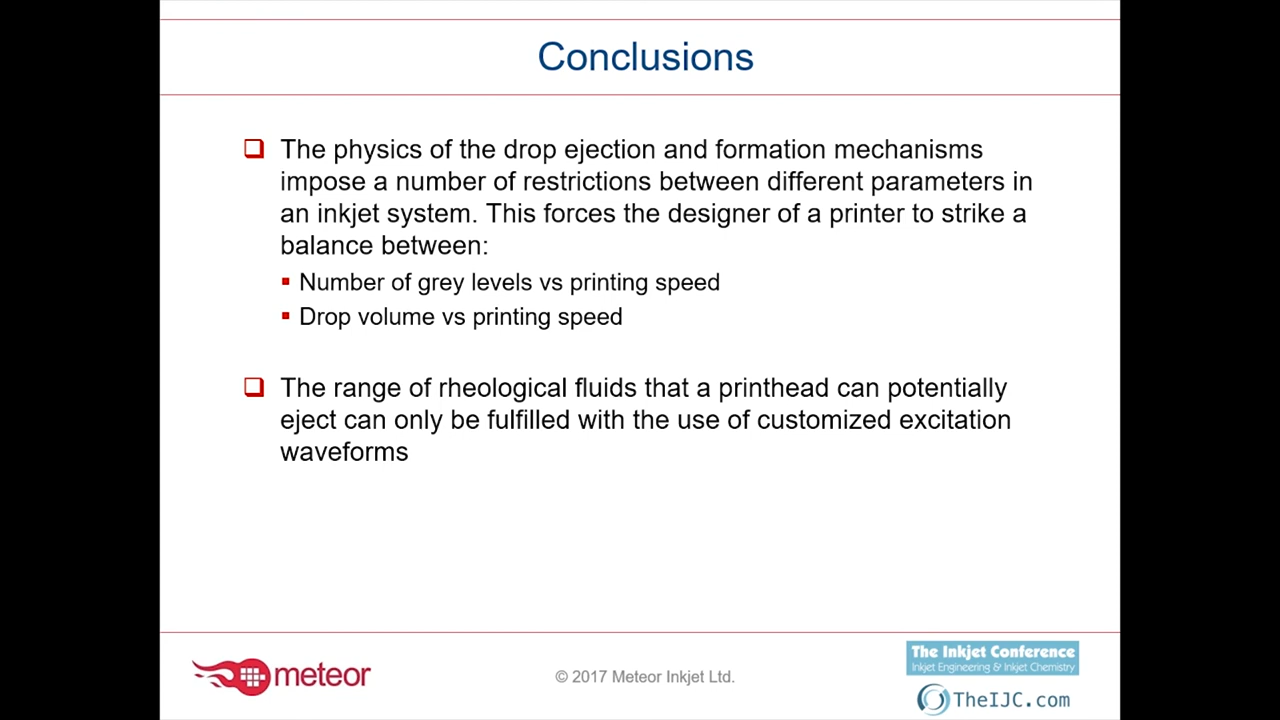 Conclusions
The physics of the drop ejection and formation mechanisms
impose a number of restrictions between different parameters in
an inkjet system. This forces the designer of a printer to strike a
balance between:
Number of grey levels vs printing speed
Drop volume vs printing speed
The range of rheological fluids that a printhead can potentially
eject can only be fulfilled with the use of customized excitation
waveforms
meteor
© 2017 Meteor Inkjet Ltd.
The Inkjet Conference
Inkjet Engineering & Inkjet Chemistry
TheIJC.com